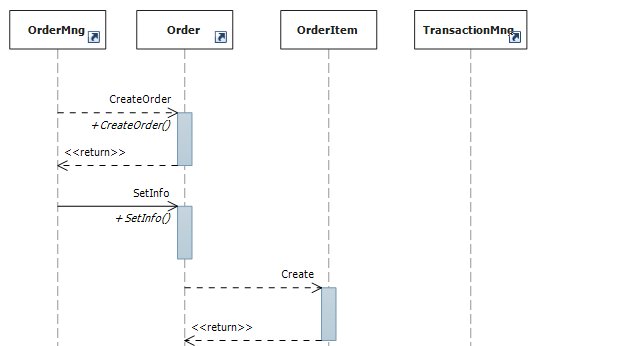 OrderMng
Order
OrderItem
TransactionMng
CreateOrder
+CreateOrder()
<<return>>
SetInfo
+SetInfo()
Create
<<return>>